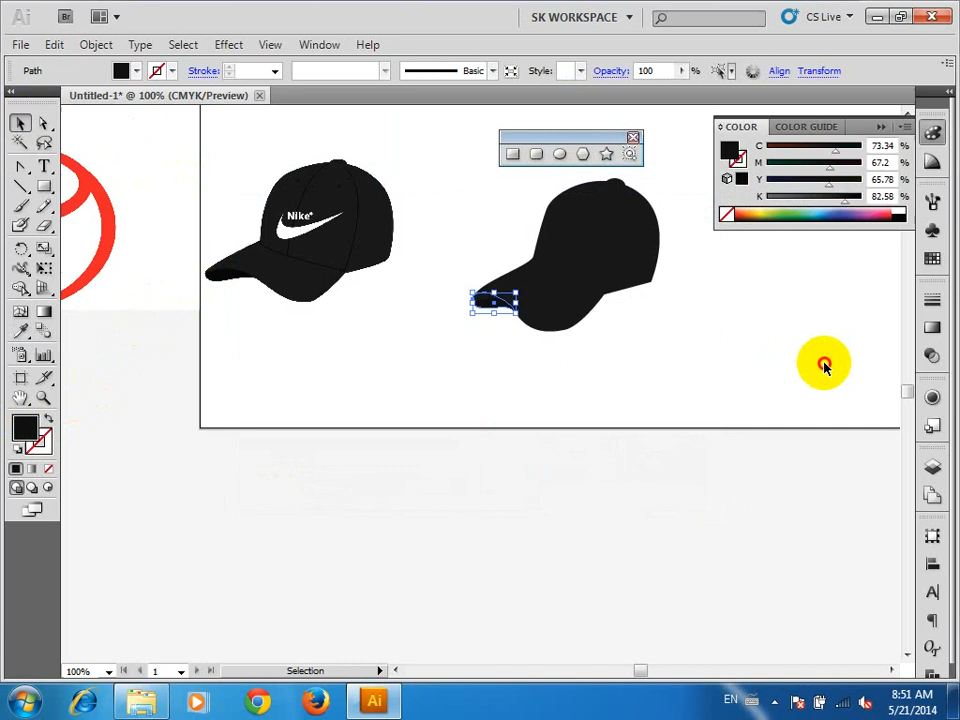 Ai Br SK WORKSPACE CS Live
File Edit Object Type Select Effect View Window Help
Path Stroke: Basic Style: Opacity: 100 % Align Transform
Untitled-1* @ 100% (CMYK/Preview)
COLOR COLOR GUIDE
C 73.34 %
M 67.2 %
Y 65.78 %
K 82.58 %
Nike*
100% 1 Selection
Ai EN 8:51 AM
5/21/2014